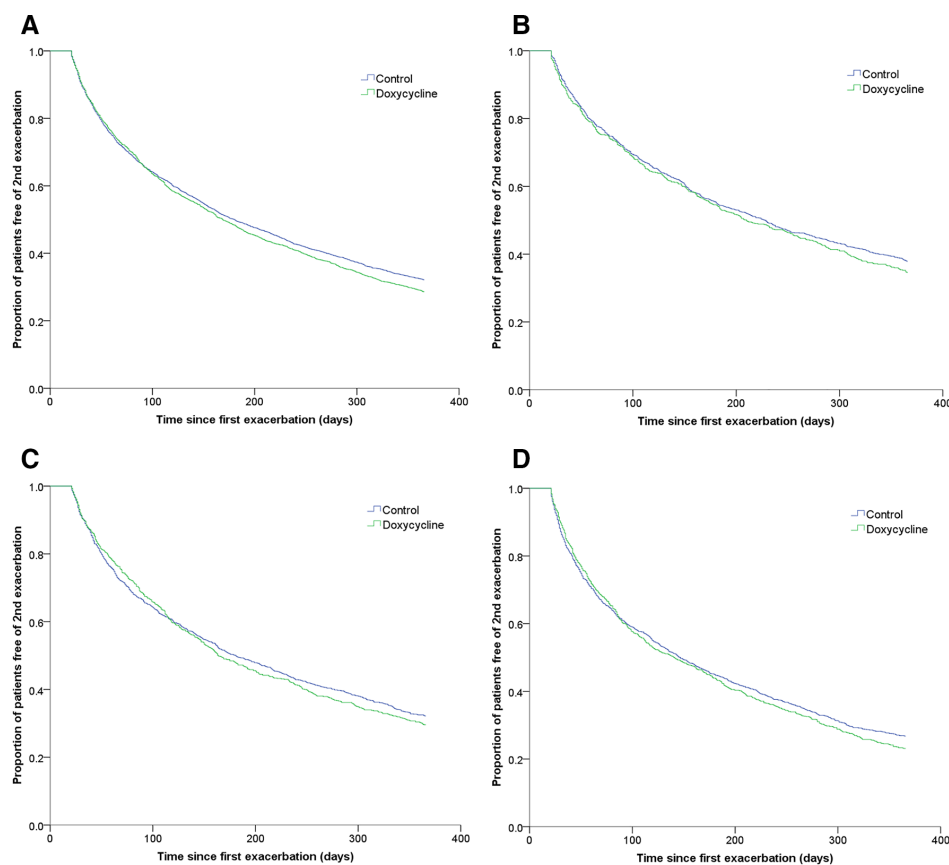 A
Proportion of patients free of 2nd exacerbation
1.0
0.8
0.6
0.4
0.2
0.0
0
100
200
300
400
Time since first exacerbation (days)
Control
Doxycycline
B
Proportion of patients free of 2nd exacerbation
1.0
0.8
0.6
0.4
0.2
0.0
0
100
200
300
400
Time since first exacerbation (days)
Control
Doxycycline
C
Proportion of patients free of 2nd exacerbation
1.0
0.8
0.6
0.4
0.2
0.0
0
100
200
300
400
Time since first exacerbation (days)
Control
Doxycycline
D
Proportion of patients free of 2nd exacerbation
1.0
0.8
0.6
0.4
0.2
0.0
0
100
200
300
400
Time since first exacerbation (days)
Control
Doxycycline